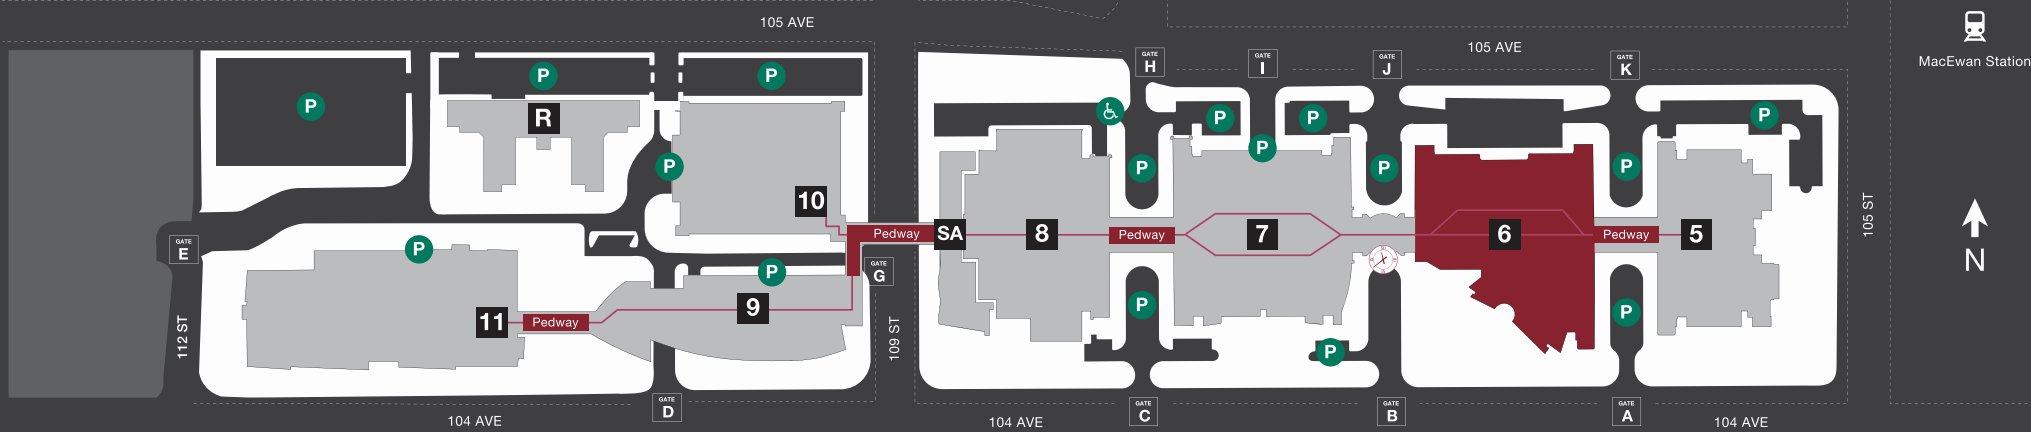 105 AVE
105 AVE
MacEwan Station
GATE
H
GATE
I
GATE
J
GATE
K
P
P
P
P
P
P
P
R
P
P
P
P
P
10
Pedway
SA
8
Pedway
7
6
Pedway
5
105 ST
N
GATE
E
P
P
GATE
G
9
11
Pedway
P
P
P
112 ST
109 ST
GATE
D
GATE
C
GATE
B
GATE
A
104 AVE
104 AVE
104 AVE